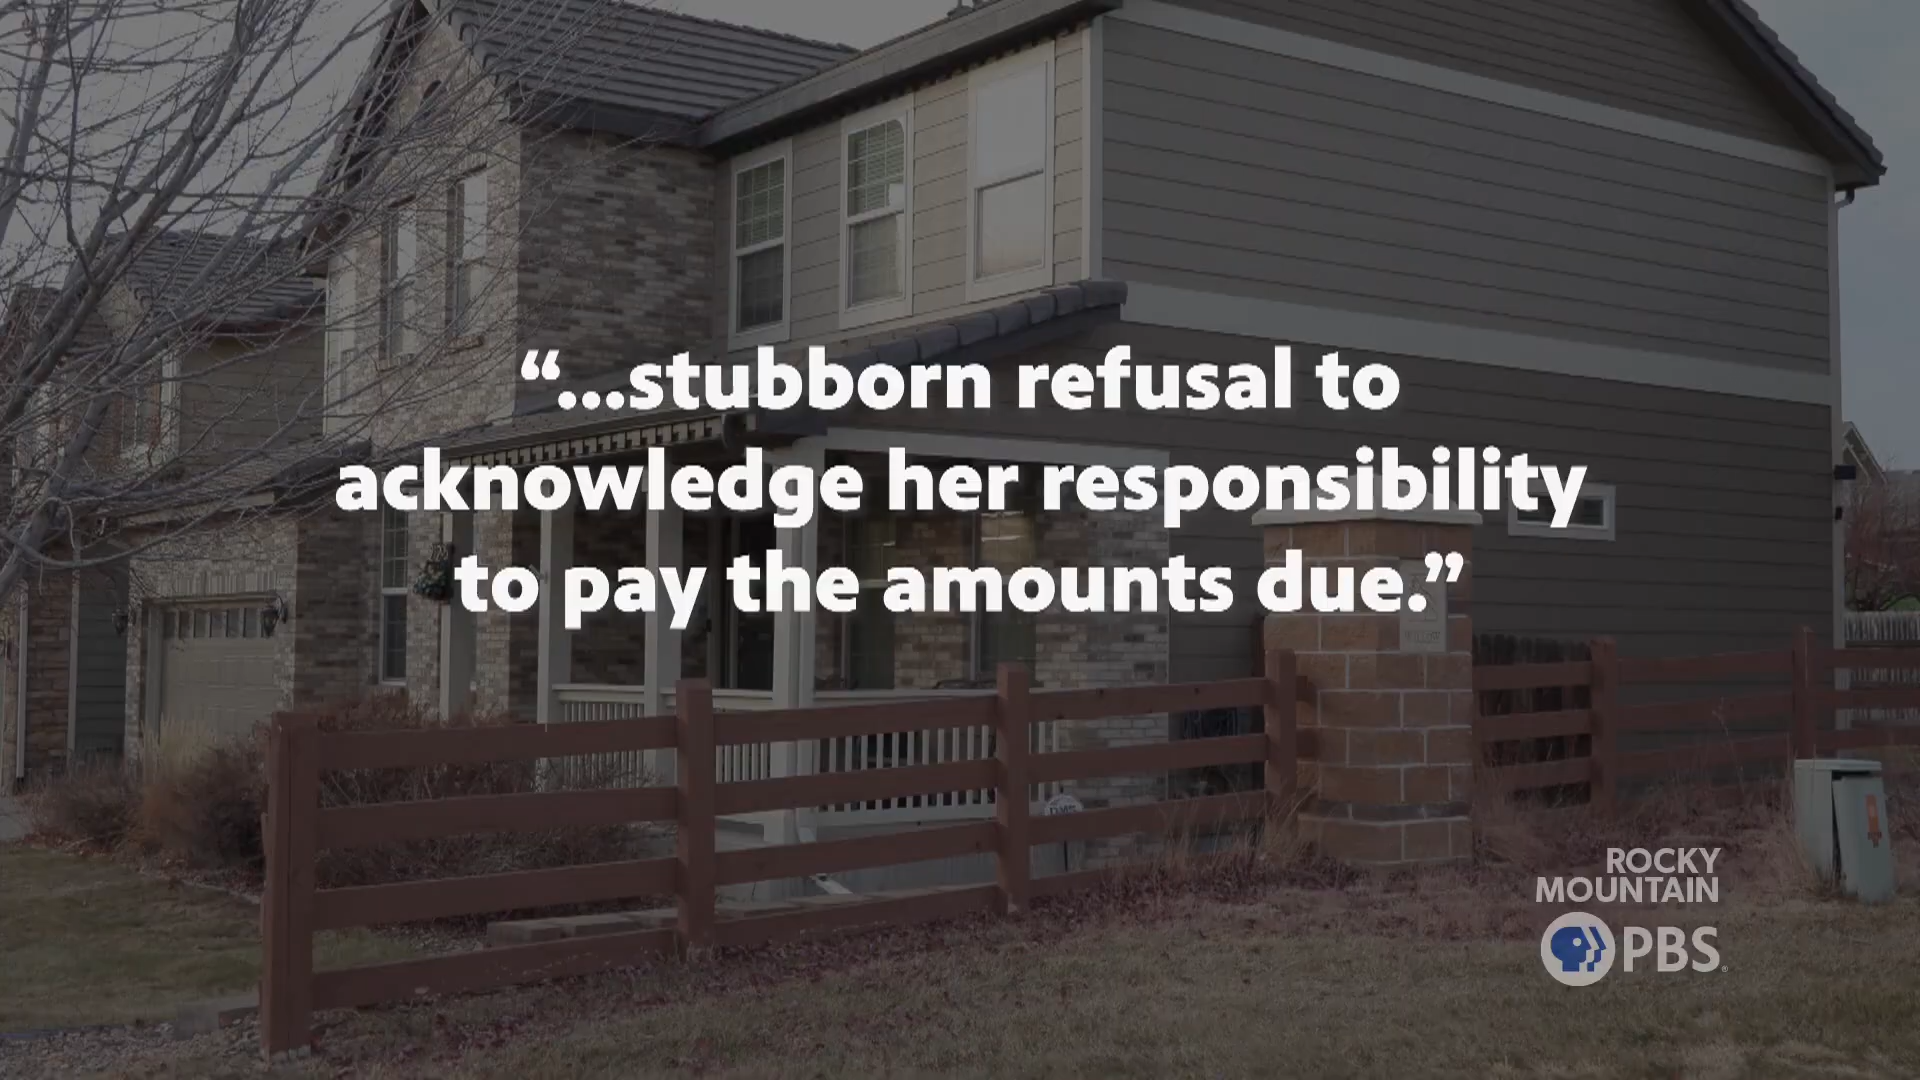 “...stubborn refusal to
acknowledge her responsibility
to pay the amounts due.”
ROCKY
MOUNTAIN
PBS